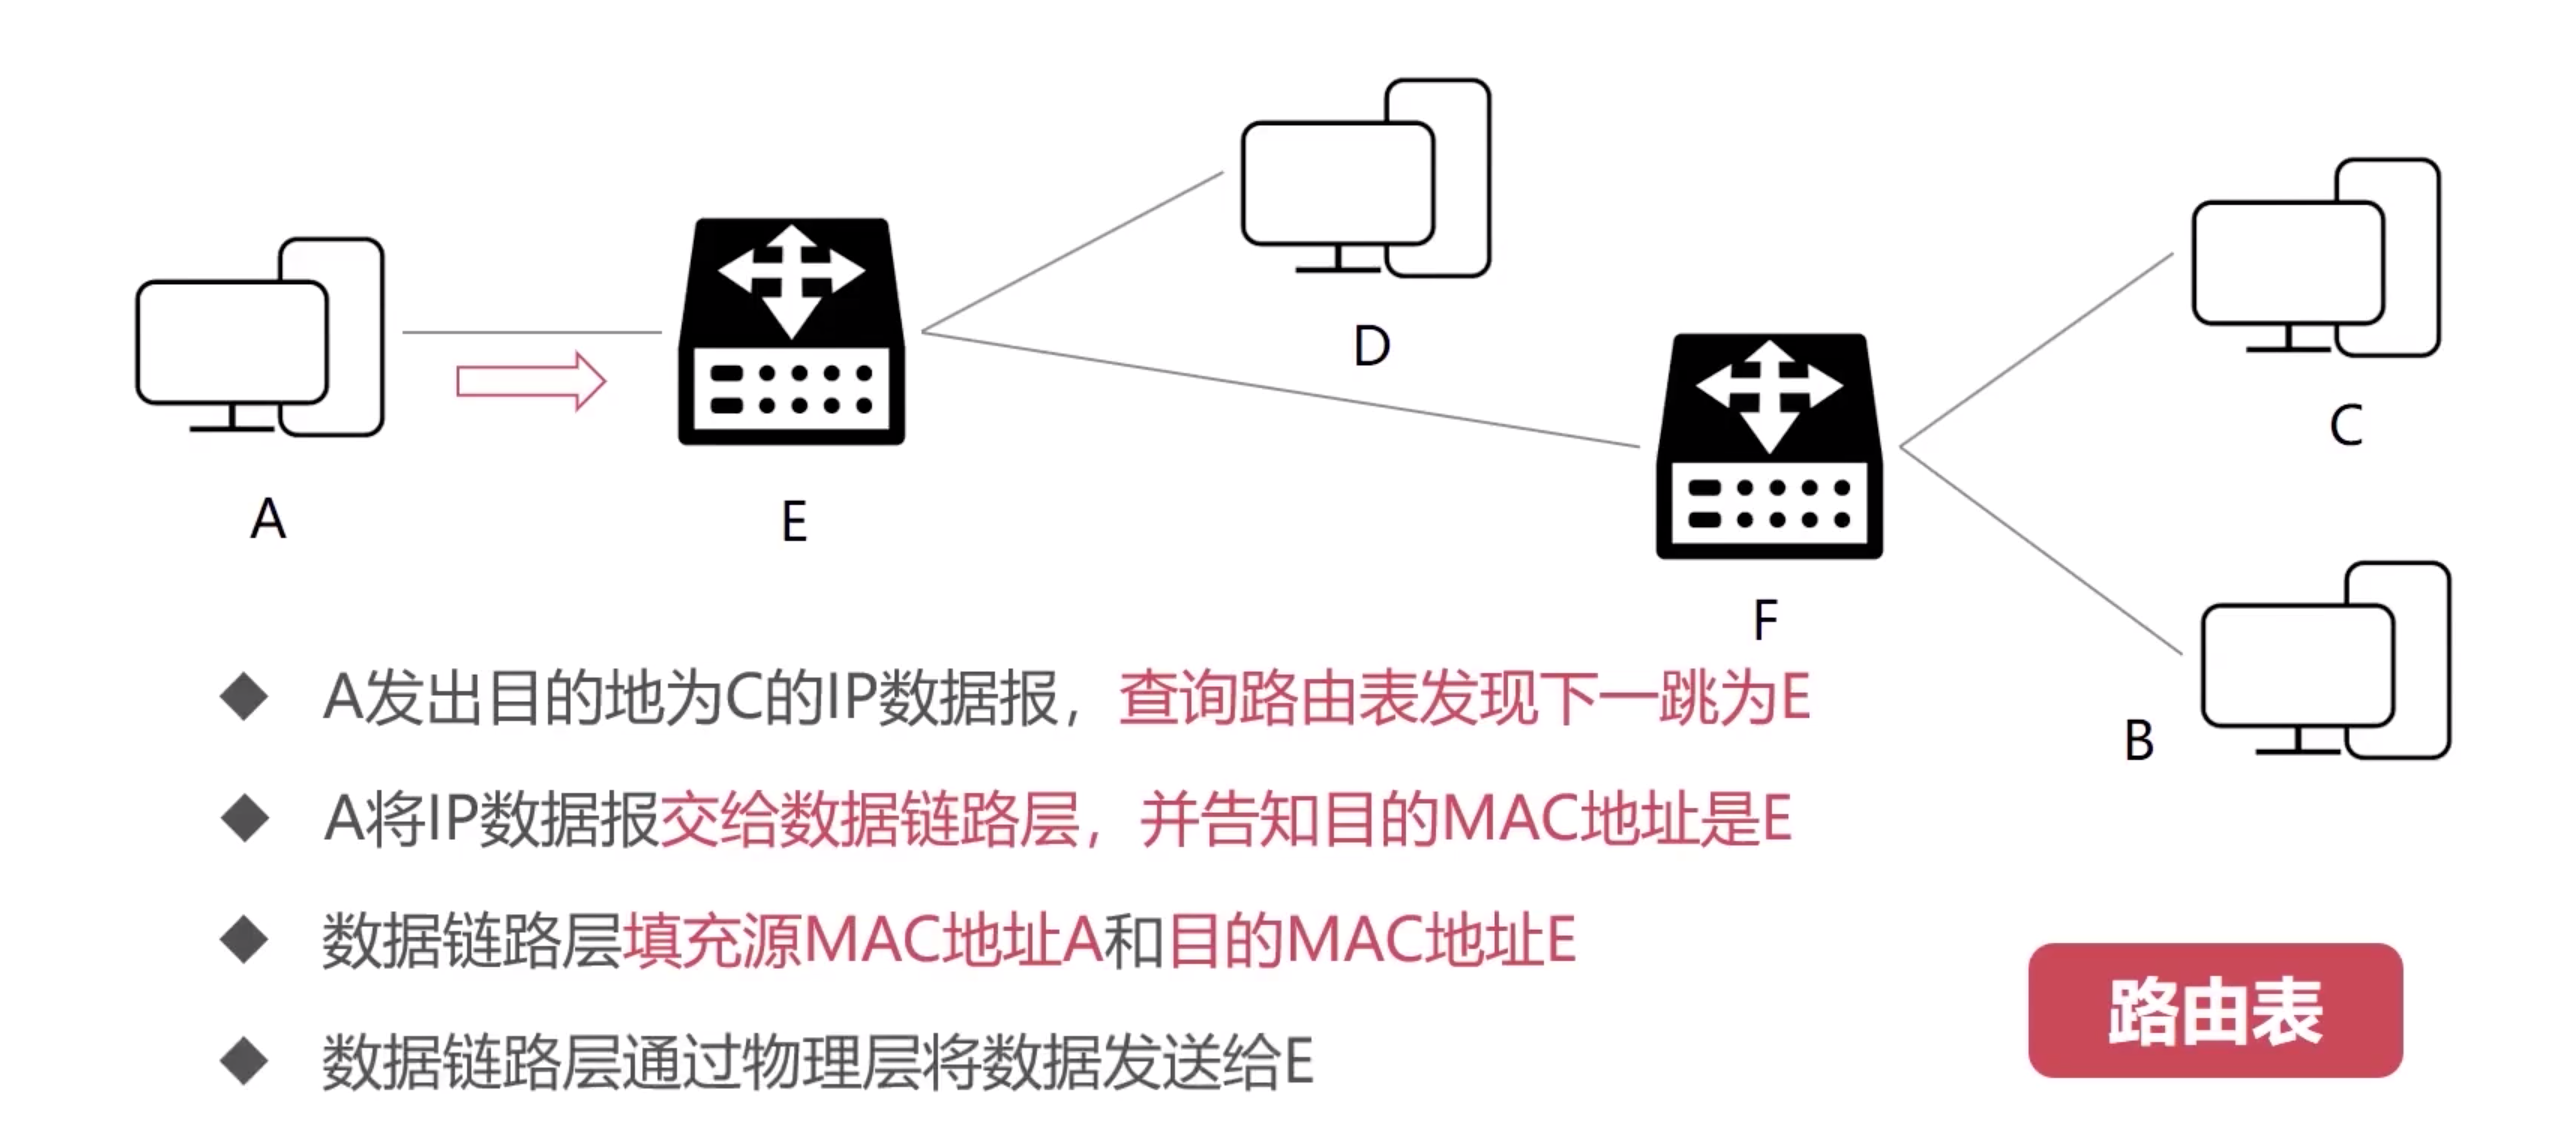 D
C
A
E
F
B
A发出目的地为C的IP数据报，查询路由表发现下一跳为E
A将IP数据报交给数据链路层，并告知目的MAC地址是E
数据链路层填充源MAC地址A和目的MAC地址E
数据链路层通过物理层将数据发送给E
路由表